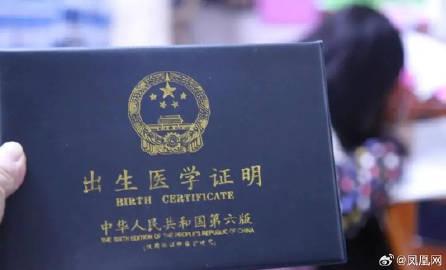 出生医学证明
BIRTH CERTIFICATE
中华人民共和国第六版
THE SIXTH EDITION OF THE PEOPLE'S REPUBLIC OF CHINA
@凤凰网